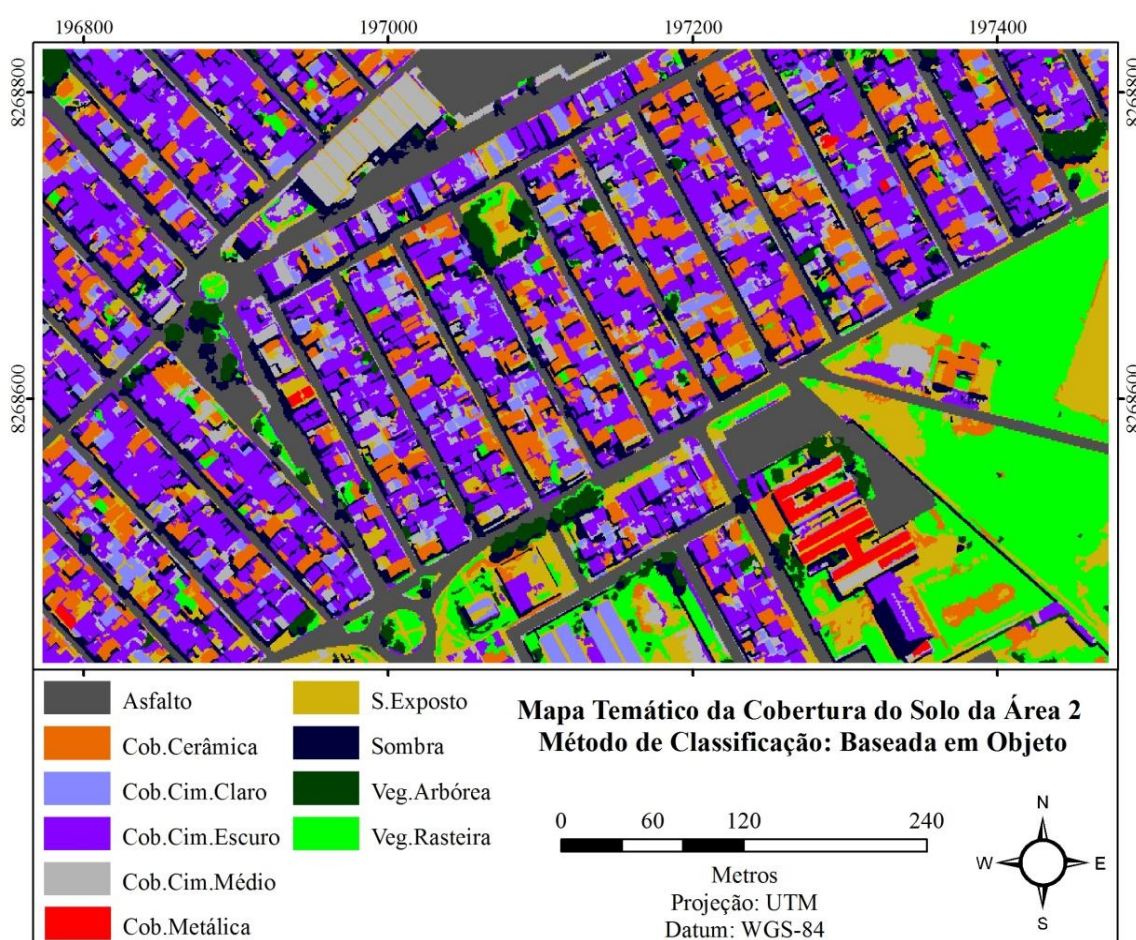 196800 197000 197200 197400
8268800 8268800
8268600 8268600
Asfalto
Cob.Cerâmica
Cob.Cim.Claro
Cob.Cim.Escuro
Cob.Cim.Médio
Cob.Metálica
S.Exposto
Sombra
Veg.Arbórea
Veg.Rasteira
Mapa Temático da Cobertura do Solo da Área 2
Método de Classificação: Baseada em Objeto
0 60 120 240
Metros
Projeção: UTM
Datum: WGS-84
N
W E
S